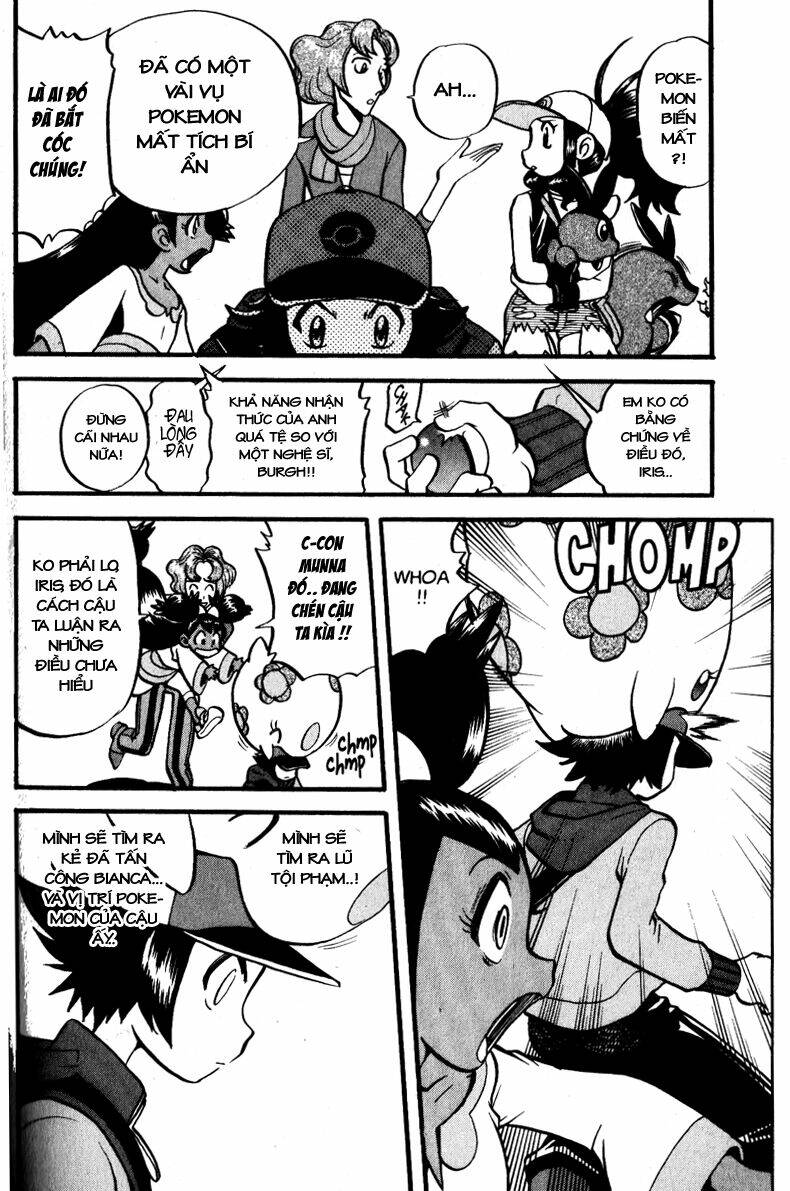 POKE-
MON
BIẾN
MẤT
?!
AH...
ĐÃ CÓ MỘT
VÀI VỤ
POKEMON
MẤT TÍCH BÍ
ẨN
LÀ AI ĐÓ
ĐÃ BẮT
CÓC
CHÚNG!
EM KO CÓ
BẰNG
CHỨNG VỀ
ĐIỀU ĐÓ,
IRIS...
KHẢ NĂNG NHẬN
THỨC CỦA ANH
QUÁ TỆ SO VỚI
MỘT NGHỆ SĨ,
BURGH!!
ĐAU
LÒNG
ĐẤY
ĐỪNG
CÁI NHAU
NỮA!
CHOMP
WHOA
!!
C-CON
MUNNA
ĐÓ.. ĐANG
CHÉN CẬU
TA KÌA !!
KO PHẢI LO,
IRIS, ĐÓ LÀ
CÁCH CẬU
TA LUẬN RA
NHỮNG
ĐIỀU CHƯA
HIỂU
CHMP
CHMP
MÌNH SẼ
TÌM RA LŨ
TỘI PHẠM..!
MÌNH SẼ TÌM RA
KẺ ĐÃ TẤN
CÔNG BIANCA...
VÀ VỊ TRÍ POKE-
MON CỦA CẬU
ẤY.